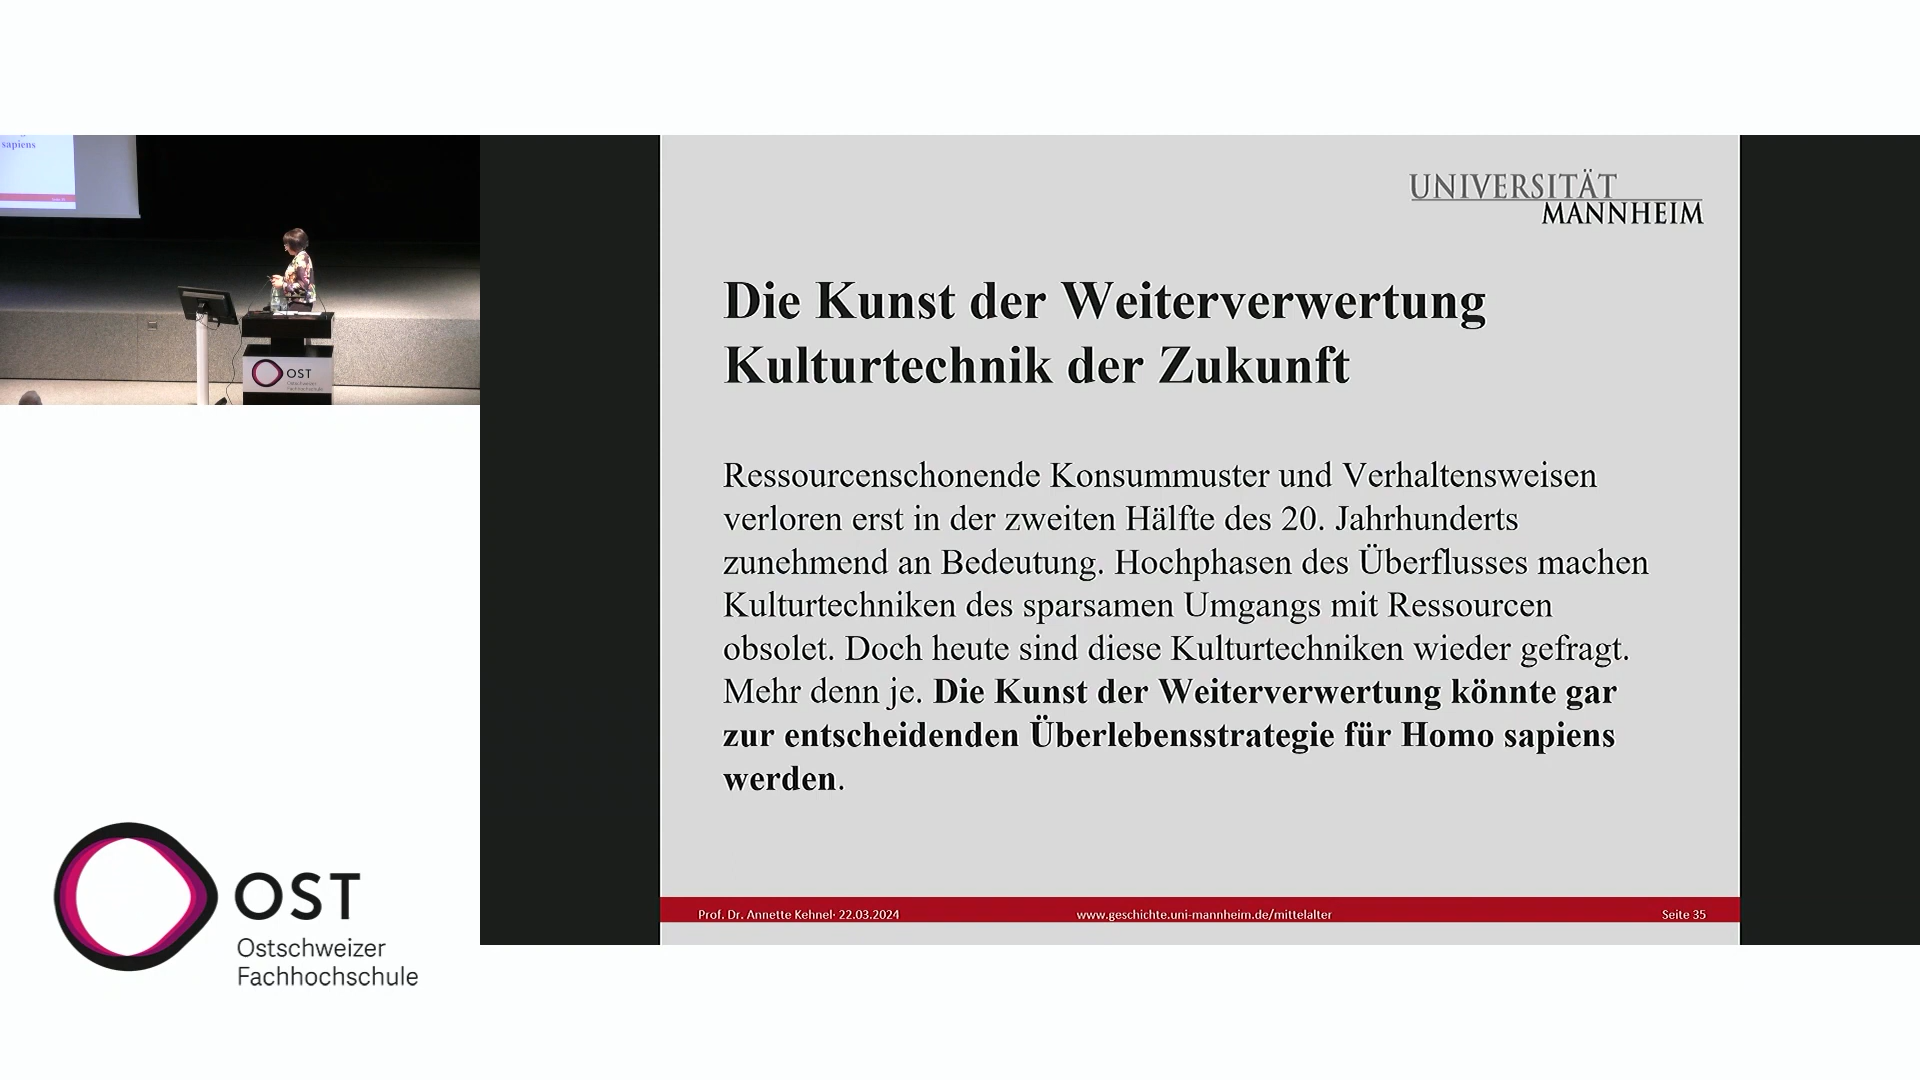 sapiens
OST
Ostschweizer
Fachhochschule
UNIVERSITÄT
MANNHEIM
Die Kunst der Weiterverwertung
Kulturtechnik der Zukunft
Ressourcenschonende Konsummuster und Verhaltensweisen
verloren erst in der zweiten Hälfte des 20. Jahrhunderts
zunehmend an Bedeutung. Hochphasen des Überflusses machen
Kulturtechniken des sparsamen Umgangs mit Ressourcen
obsolet. Doch heute sind diese Kulturtechniken wieder gefragt.
Mehr denn je. Die Kunst der Weiterverwertung könnte gar
zur entscheidenden Überlebensstrategie für Homo sapiens
werden.
Prof. Dr. Annette Kehnel· 22.03.2024
www.geschichte.uni-mannheim.de/mittelalter
Seite 35
OST
Ostschweizer
Fachhochschule